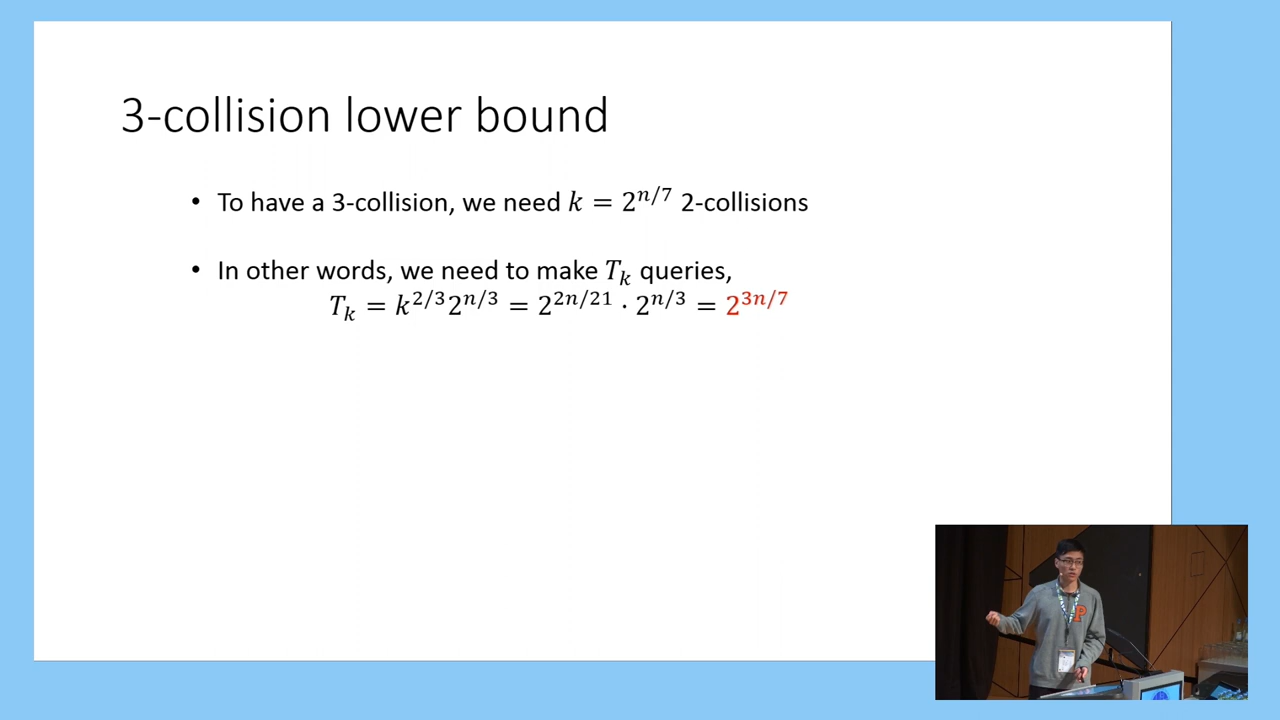 3-collision lower bound
• To have a 3-collision, we need k = 2^{n/7} 2-collisions
• In other words, we need to make T_k queries,
T_k = k^{2/3}2^{n/3} = 2^{2n/21} · 2^{n/3} = 2^{3n/7}
P